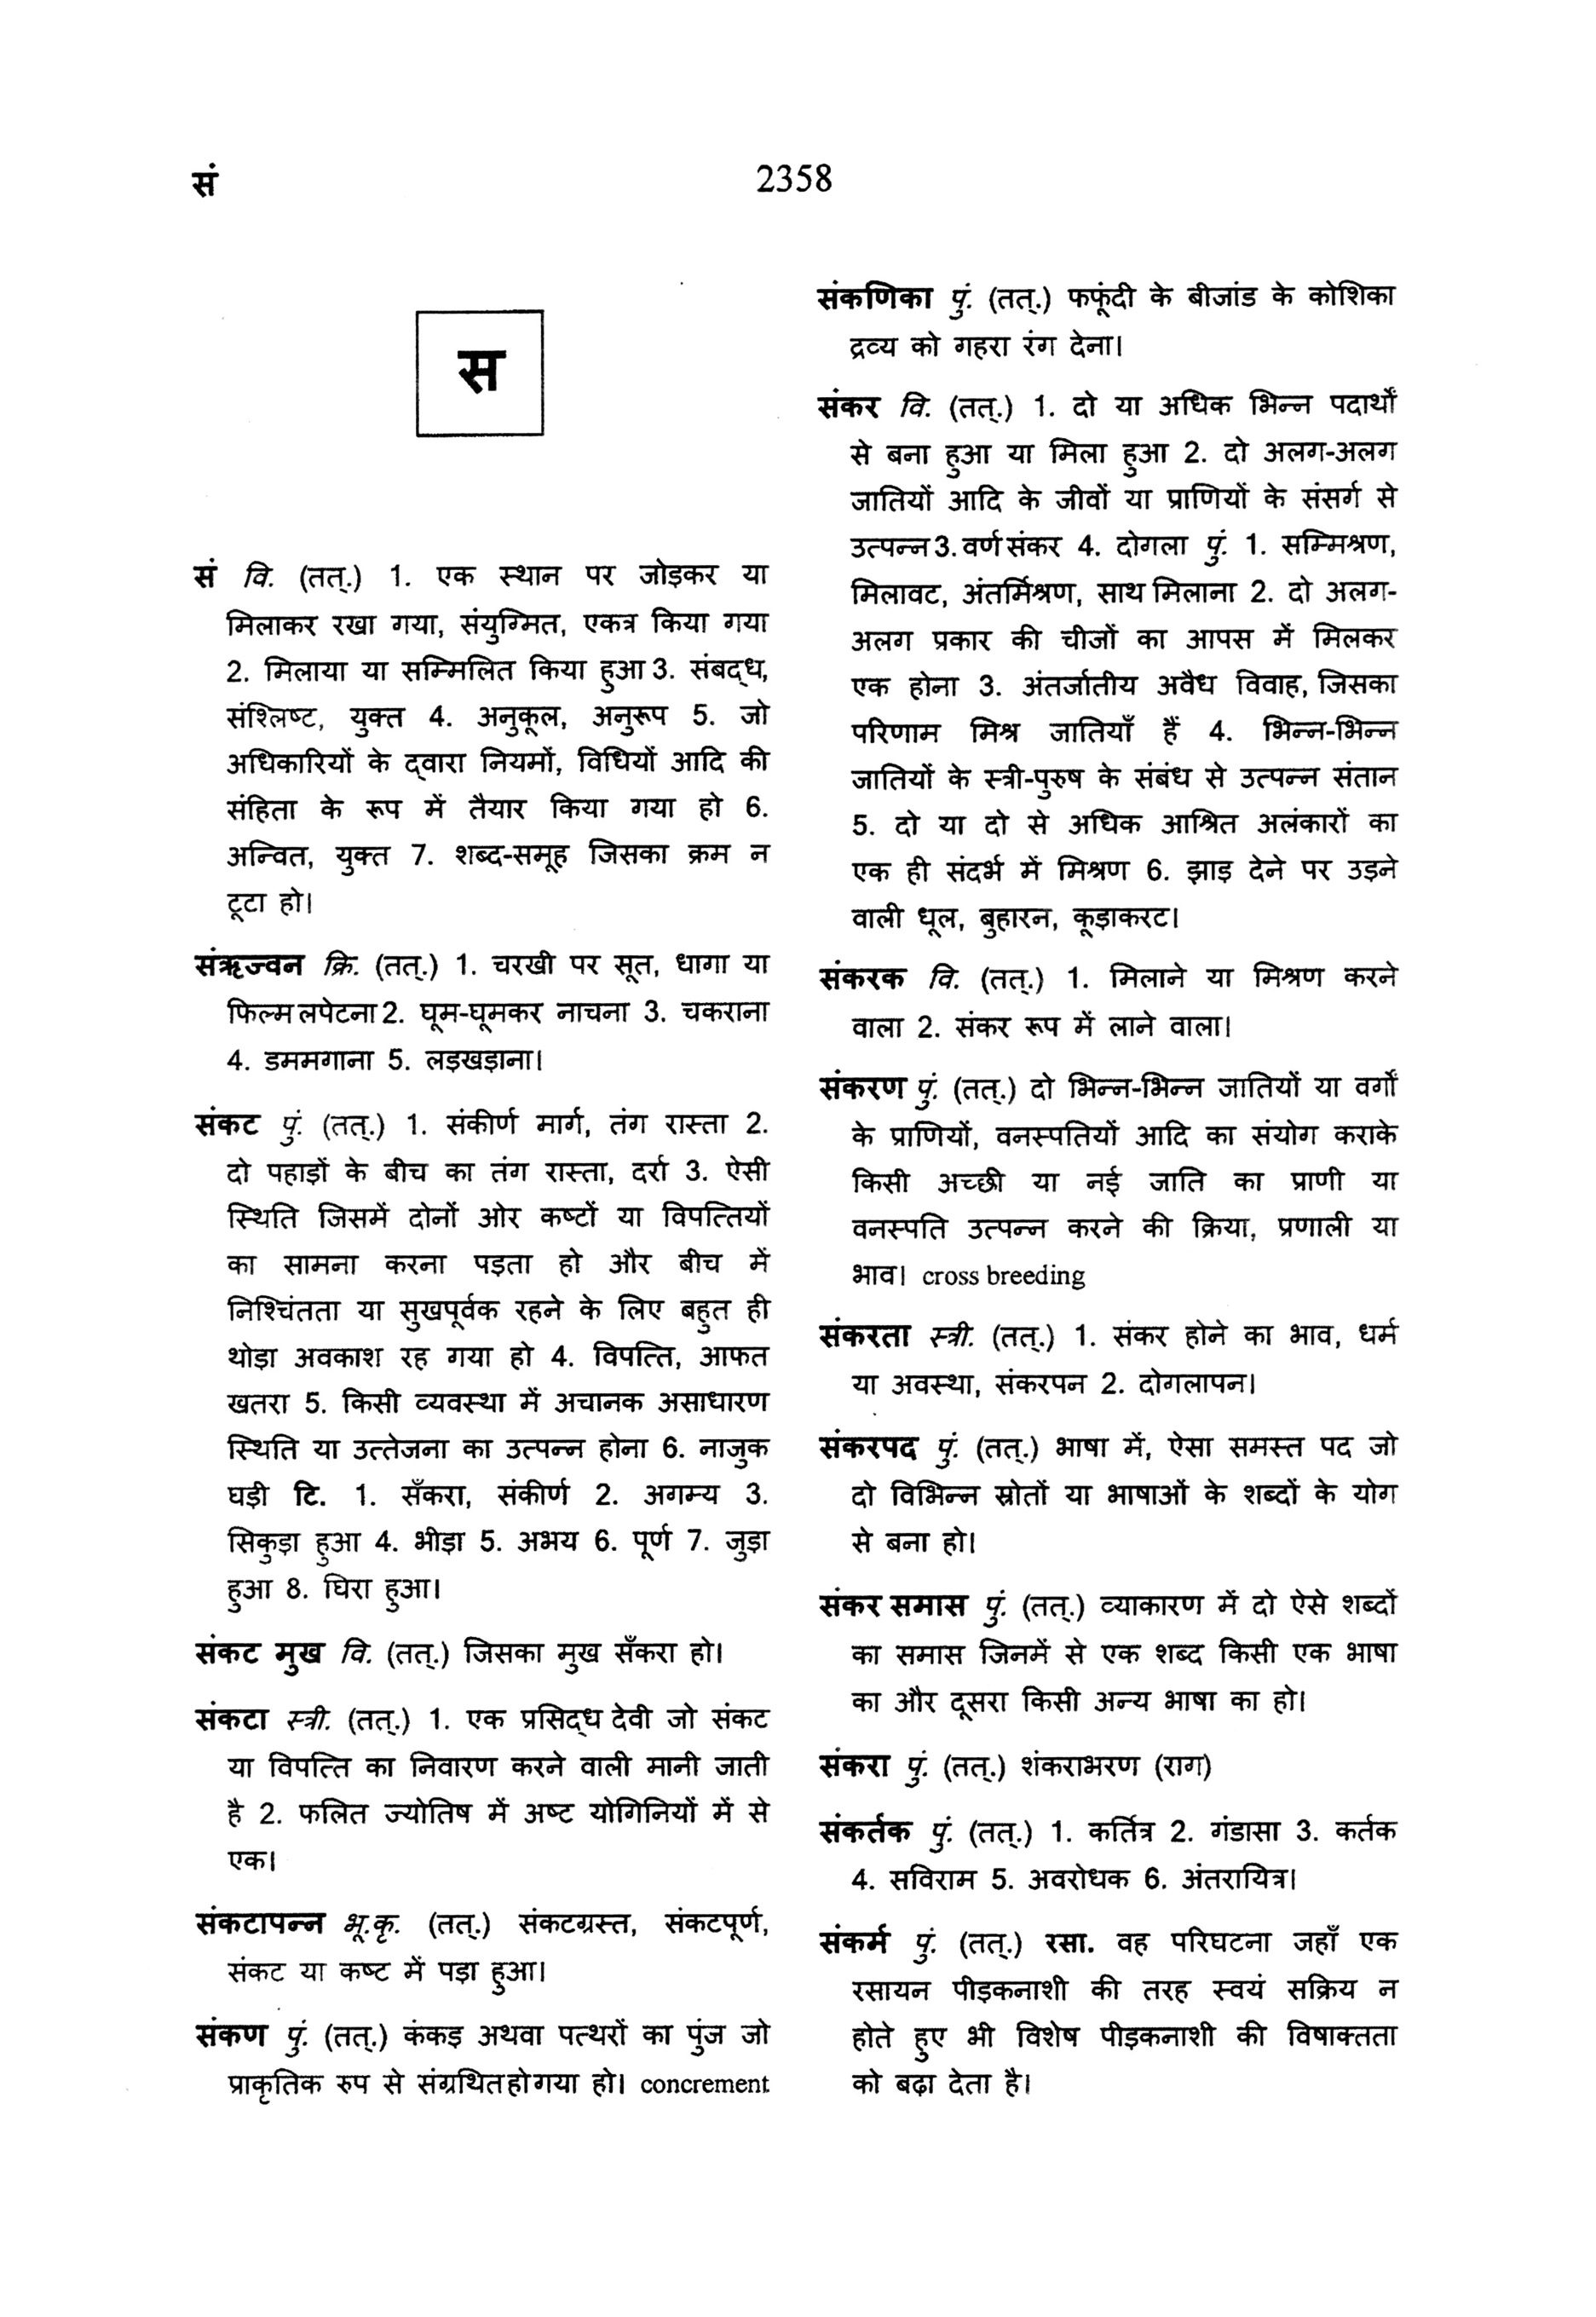 सं
2358
स
सं वि. (तत्.) 1. एक स्थान पर जोड़कर या
मिलाकर रखा गया, संयुग्मित, एकत्र किया गया
2. मिलाया या सम्मिलित किया हुआ 3. संबद्ध,
संश्लिष्ट, युक्त 4. अनुकूल, अनुरूप 5. जो
अधिकारियों के द्वारा नियमों, विधियों आदि की
संहिता के रूप में तैयार किया गया हो 6.
अन्वित, युक्त 7. शब्द-समूह जिसका क्रम न
टूटा हो।
संऋज्वन क्रि. (तत्.) 1. चरखी पर सूत, धागा या
फिल्म लपेटना 2. घूम-घूमकर नाचना 3. चकराना
4. डममगाना 5. लड़खड़ाना।
संकट पुं. (तत्.) 1. संकीर्ण मार्ग, तंग रास्ता 2.
दो पहाड़ों के बीच का तंग रास्ता, दर्रा 3. ऐसी
स्थिति जिसमें दोनों ओर कष्टों या विपत्तियों
का सामना करना पड़ता हो और बीच में
निश्चिंतता या सुखपूर्वक रहने के लिए बहुत ही
थोड़ा अवकाश रह गया हो 4. विपत्ति, आफत
खतरा 5. किसी व्यवस्था में अचानक असाधारण
स्थिति या उत्तेजना का उत्पन्न होना 6. नाजुक
घड़ी टि. 1. सँकरा, संकीर्ण 2. अगम्य 3.
सिकुड़ा हुआ 4. भीड़ा 5. अभय 6. पूर्ण 7. जुड़ा
हुआ 8. घिरा हुआ।
संकट मुख वि. (तत्.) जिसका मुख सँकरा हो।
संकटा स्त्री. (तत्.) 1. एक प्रसिद्ध देवी जो संकट
या विपत्ति का निवारण करने वाली मानी जाती
है 2. फलित ज्योतिष में अष्ट योगिनियों में से
एक।
संकटापन्न भू.कृ. (तत्.) संकटग्रस्त, संकटपूर्ण,
संकट या कष्ट में पड़ा हुआ।
संकण पुं. (तत्.) कंकइ अथवा पत्थरों का पुंज जो
प्राकृतिक रुप से संग्रथित हो गया हो। concrement
संकणिका पुं. (तत्.) फफूंदी के बीजांड के कोशिका
द्रव्य को गहरा रंग देना।
संकर वि. (तत्.) 1. दो या अधिक भिन्न पदार्थों
से बना हुआ या मिला हुआ 2. दो अलग-अलग
जातियों आदि के जीवों या प्राणियों के संसर्ग से
उत्पन्न 3. वर्ण संकर 4. दोगला पुं. 1. सम्मिश्रण,
मिलावट, अंतर्मिश्रण, साथ मिलाना 2. दो अलग-
अलग प्रकार की चीजों का आपस में मिलकर
एक होना 3. अंतर्जातीय अवैध विवाह, जिसका
परिणाम मिश्र जातियाँ हैं 4. भिन्न-भिन्न
जातियों के स्त्री-पुरुष के संबंध से उत्पन्न संतान
5. दो या दो से अधिक आश्रित अलंकारों का
एक ही संदर्भ में मिश्रण 6. झाड़ देने पर उड़ने
वाली धूल, बुहारन, कूड़ाकरट।
संकरक वि. (तत्.) 1. मिलाने या मिश्रण करने
वाला 2. संकर रूप में लाने वाला।
संकरण पुं. (तत्.) दो भिन्न-भिन्न जातियों या वर्गों
के प्राणियों, वनस्पतियों आदि का संयोग कराके
किसी अच्छी या नई जाति का प्राणी या
वनस्पति उत्पन्न करने की क्रिया, प्रणाली या
भाव। cross breeding
संकरता स्त्री. (तत्.) 1. संकर होने का भाव, धर्म
या अवस्था, संकरपन 2. दोगलापन।
संकरपद पुं. (तत्.) भाषा में, ऐसा समस्त पद जो
दो विभिन्न स्रोतों या भाषाओं के शब्दों के योग
से बना हो।
संकर समास पुं. (तत्.) व्याकारण में दो ऐसे शब्दों
का समास जिनमें से एक शब्द किसी एक भाषा
का और दूसरा किसी अन्य भाषा का हो।
संकरा पुं. (तत्.) शंकराभरण (राग)
संकर्तक पुं. (तत्.) 1. कर्तित्र 2. गंडासा 3. कर्तक
4. सविराम 5. अवरोधक 6. अंतरायित्र।
संकर्म पुं. (तत्.) रसा. वह परिघटना जहाँ एक
रसायन पीड़कनाशी की तरह स्वयं सक्रिय न
होते हुए भी विशेष पीड़कनाशी की विषाक्तता
को बढ़ा देता है।